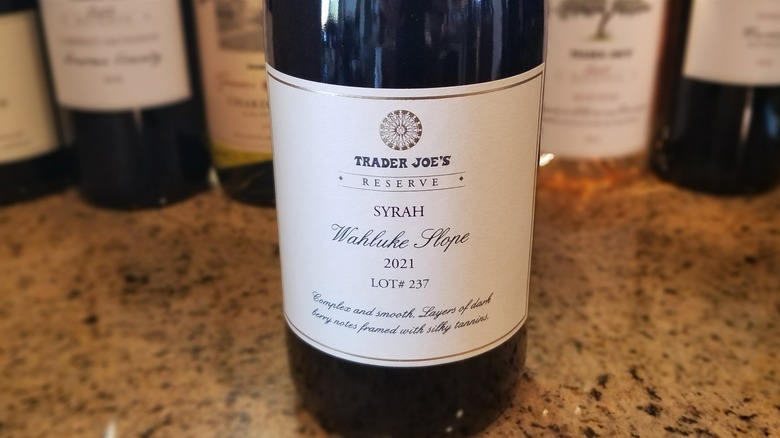 TRADER JOE'S
RESERVE
SYRAH
Wahluke Slope
2021
LOT# 237
Complex and smooth. Layers of dark
berry notes framed with silky tannins.